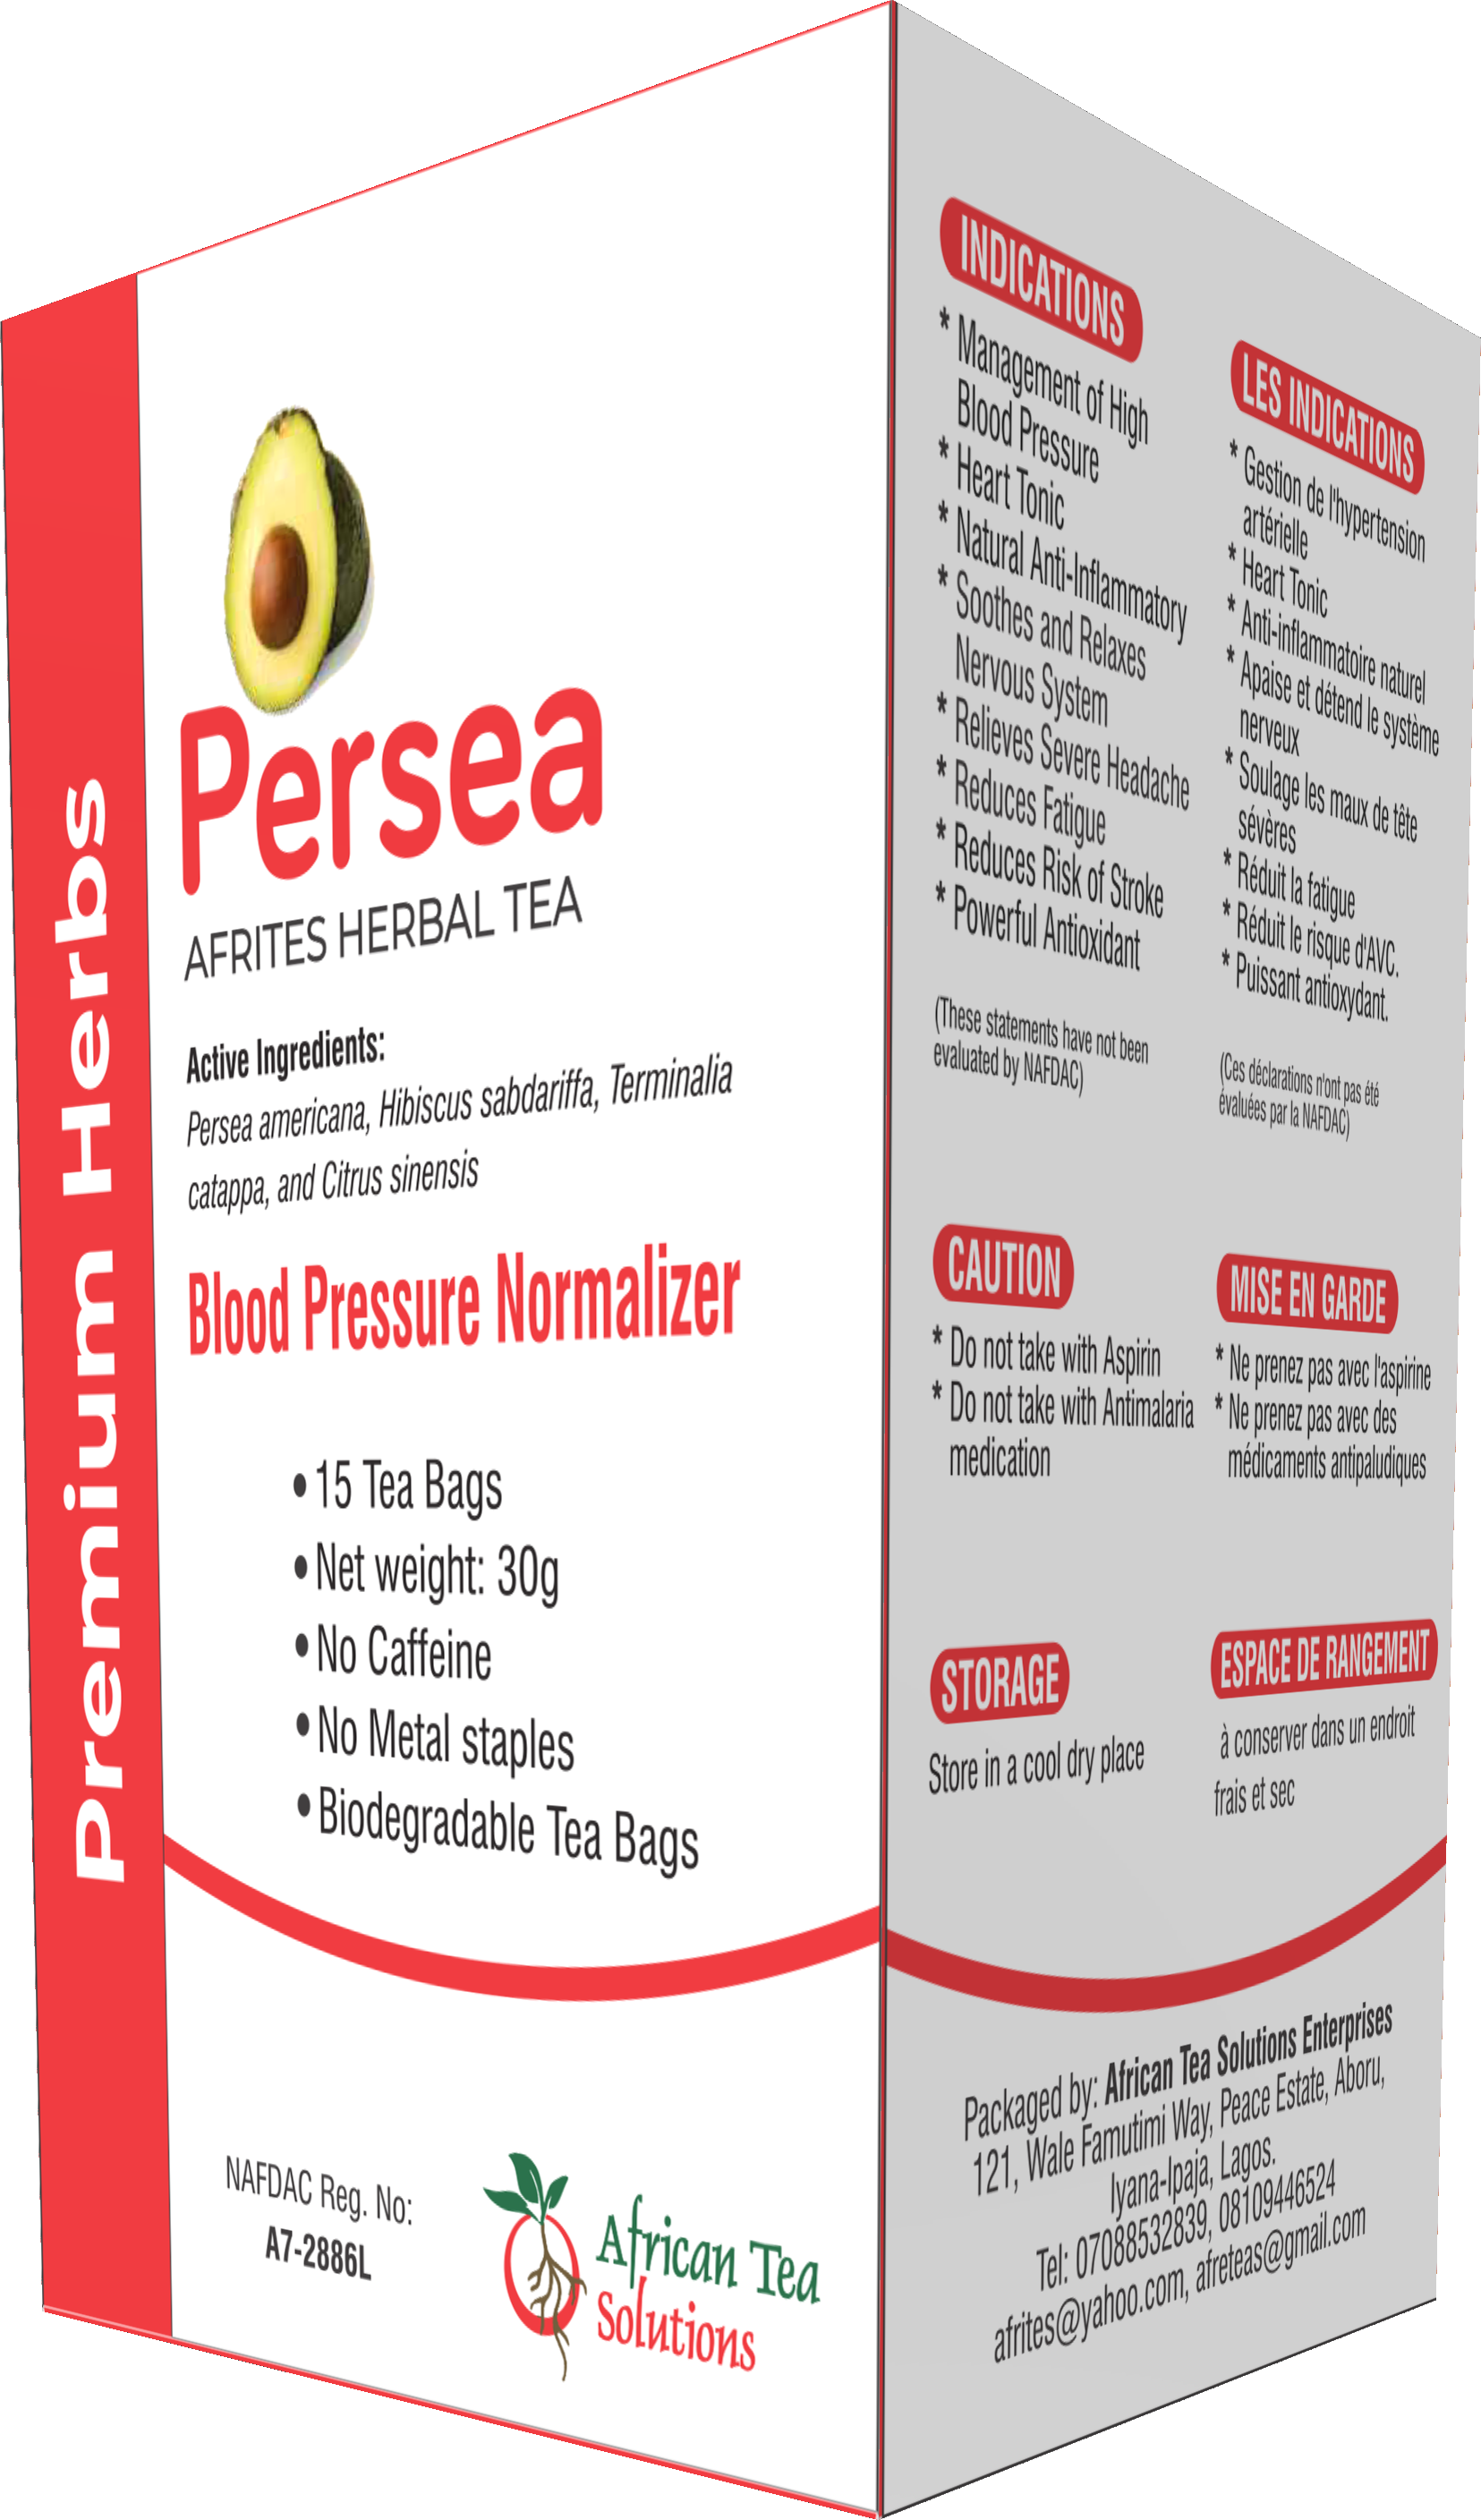 Premium Herbs
Persea
AFRITES HERBAL TEA
Active Ingredients:
Persea americana, Hibiscus sabdariffa, Terminalia
catappa, and Citrus sinensis
Blood Pressure Normalizer
• 15 Tea Bags
• Net weight: 30g
• No Caffeine
• No Metal staples
• Biodegradable Tea Bags
NAFDAC Reg. No:
A7-2886L
African Tea
Solutions
INDICATIONS
* Management of High
Blood Pressure
* Heart Tonic
* Natural Anti-Inflammatory
* Soothes and Relaxes
Nervous System
* Relieves Severe Headache
* Reduces Fatigue
* Reduces Risk of Stroke
* Powerful Antioxidant
(These statements have not been
evaluated by NAFDAC)
LES INDICATIONS
* Gestion de l'hypertension
artérielle
* Heart Tonic
* Anti-inflammatoire naturel
* Apaise et détend le système
nerveux
* Soulage les maux de tête
sévères
* Réduit la fatigue
* Réduit le risque d'AVC.
* Puissant antioxydant.
(Ces déclarations n'ont pas été
évaluées par la NAFDAC)
CAUTION
* Do not take with Aspirin
* Do not take with Antimalaria
medication
MISE EN GARDE
* Ne prenez pas avec l'aspirine
* Ne prenez pas avec des
médicaments antipaludiques
STORAGE
Store in a cool dry place
ESPACE DE RANGEMENT
à conserver dans un endroit
frais et sec
Packaged by: African Tea Solutions Enterprises
121, Wale Famutimi Way, Peace Estate, Aboru,
Iyana-Ipaja, Lagos.
Tel: 07088532839, 08109446524
afrites@yahoo.com, afreteas@gmail.com